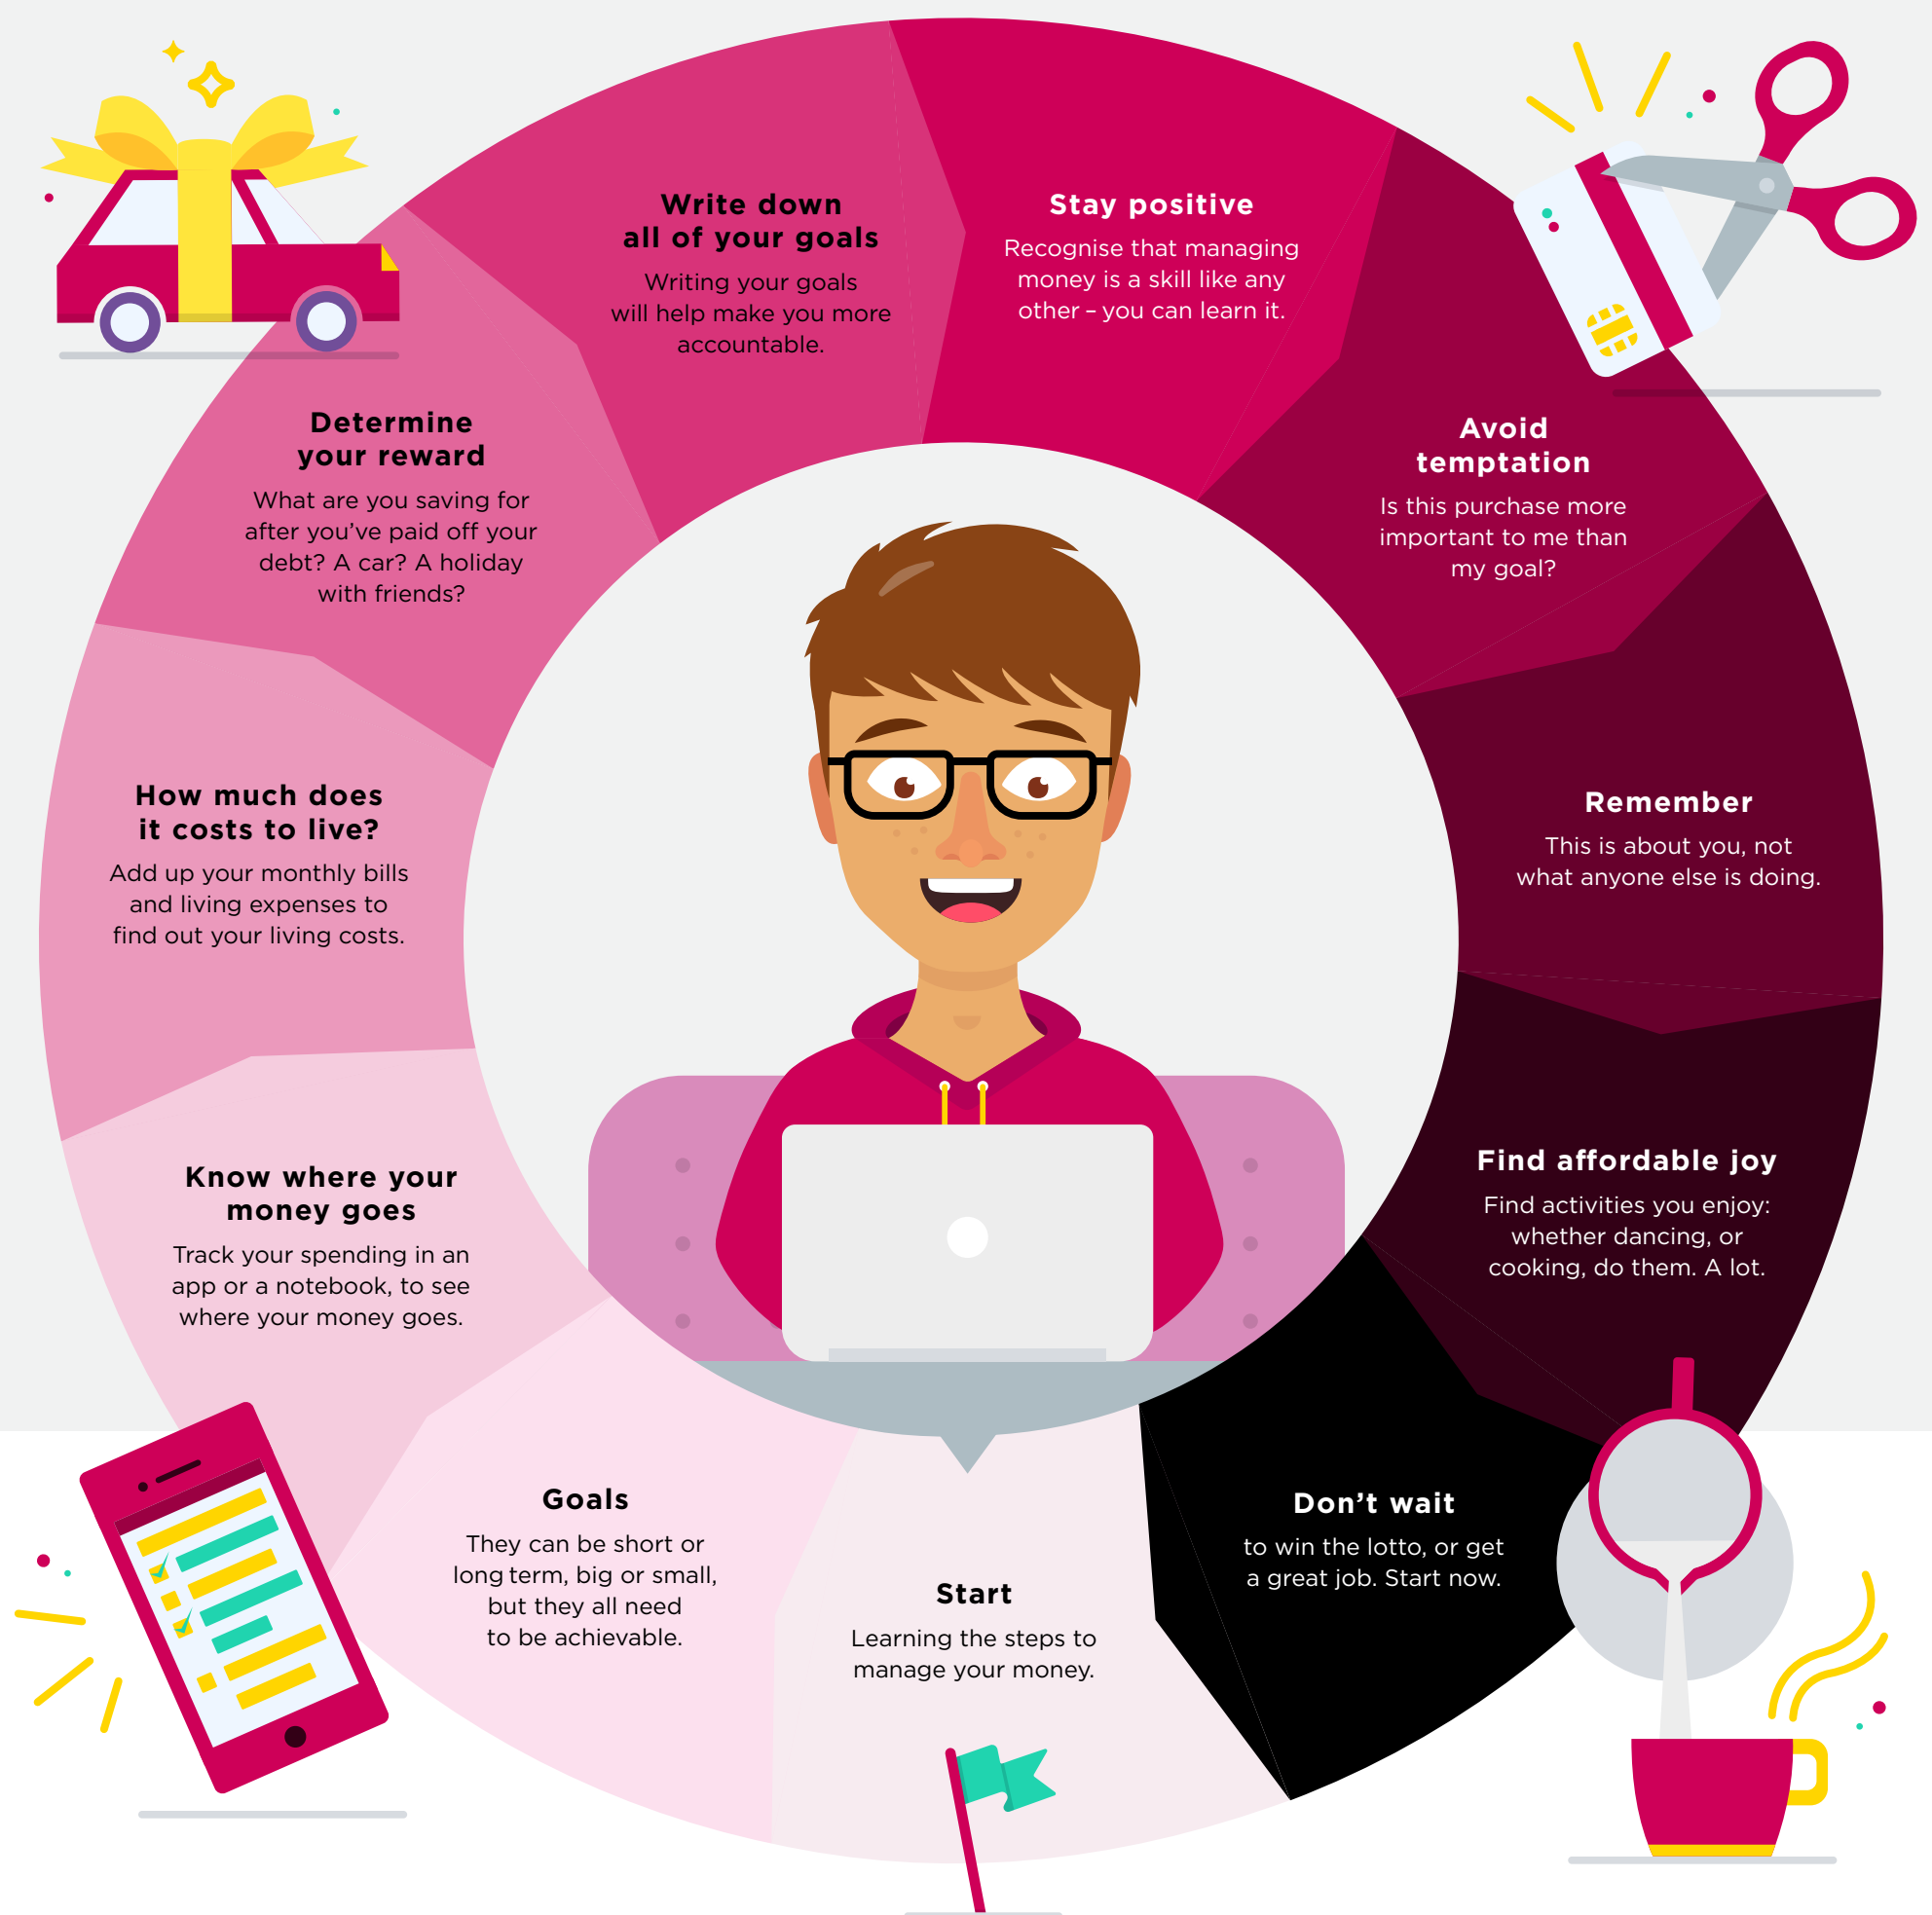 Start
Learning the steps to
manage your money.
Goals
They can be short or
long term, big or small,
but they all need
to be achievable.
Know where your
money goes
Track your spending in an
app or a notebook, to see
where your money goes.
How much does
it costs to live?
Add up your monthly bills
and living expenses to
find out your living costs.
Determine
your reward
What are you saving for
after you’ve paid off your
debt? A car? A holiday
with friends?
Write down
all of your goals
Writing your goals
will help make you more
accountable.
Stay positive
Recognise that managing
money is a skill like any
other – you can learn it.
Avoid
temptation
Is this purchase more
important to me than
my goal?
Remember
This is about you, not
what anyone else is doing.
Find affordable joy
Find activities you enjoy:
whether dancing, or
cooking, do them. A lot.
Don’t wait
to win the lotto, or get
a great job. Start now.